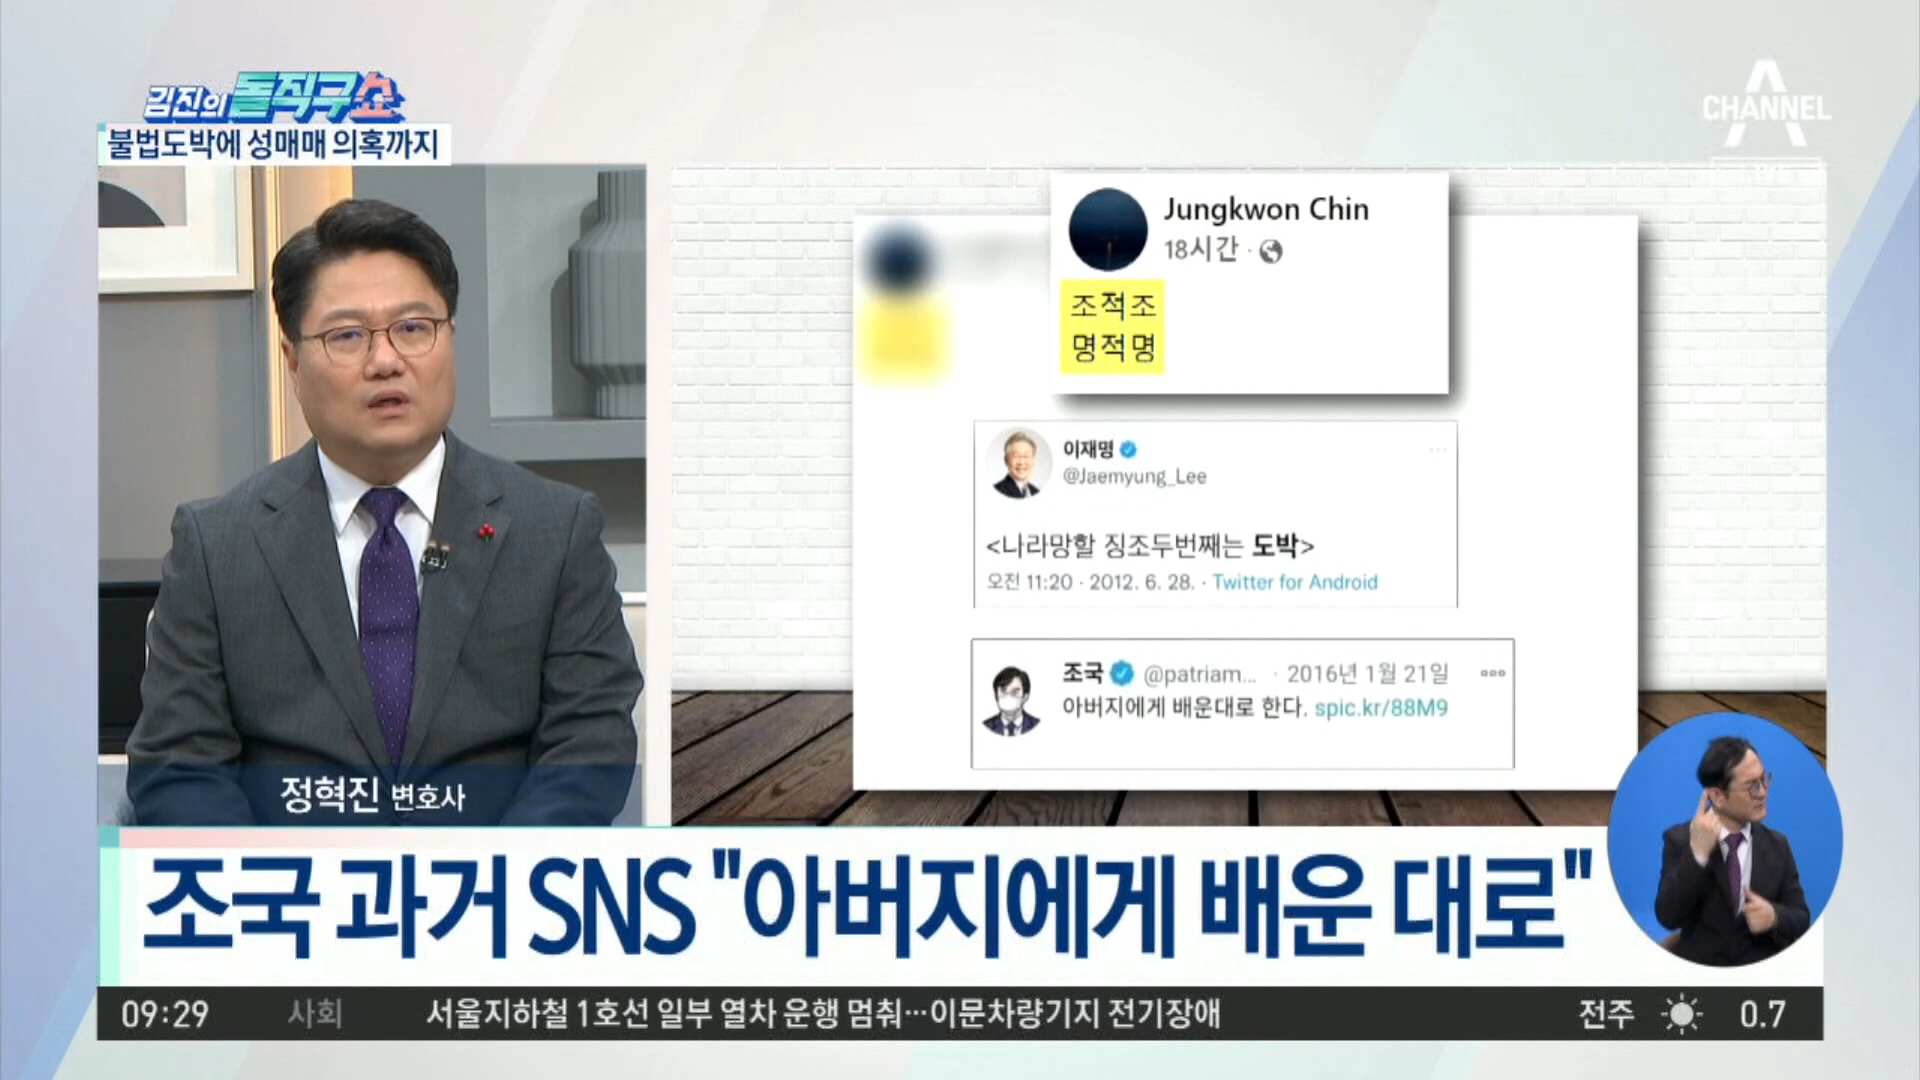 김진의 돌직구쇼
불법도박에 성매매 의혹까지
CHANNEL A
LIVE
Jungkwon Chin
18시간 ·
조적조
명적명
이재명
@Jaemyung_Lee
<나라망할 징조두번째는 도박>
오전 11:20 · 2012. 6. 28. · Twitter for Android
조국 @patriam... · 2016년 1월 21일
아버지에게 배운대로 한다. spic.kr/88M9
정혁진 변호사
조국 과거 SNS "아버지에게 배운 대로"
09:29 사회 서울지하철 1호선 일부 열차 운행 멈춰…이문차량기지 전기장애 전주 0.7